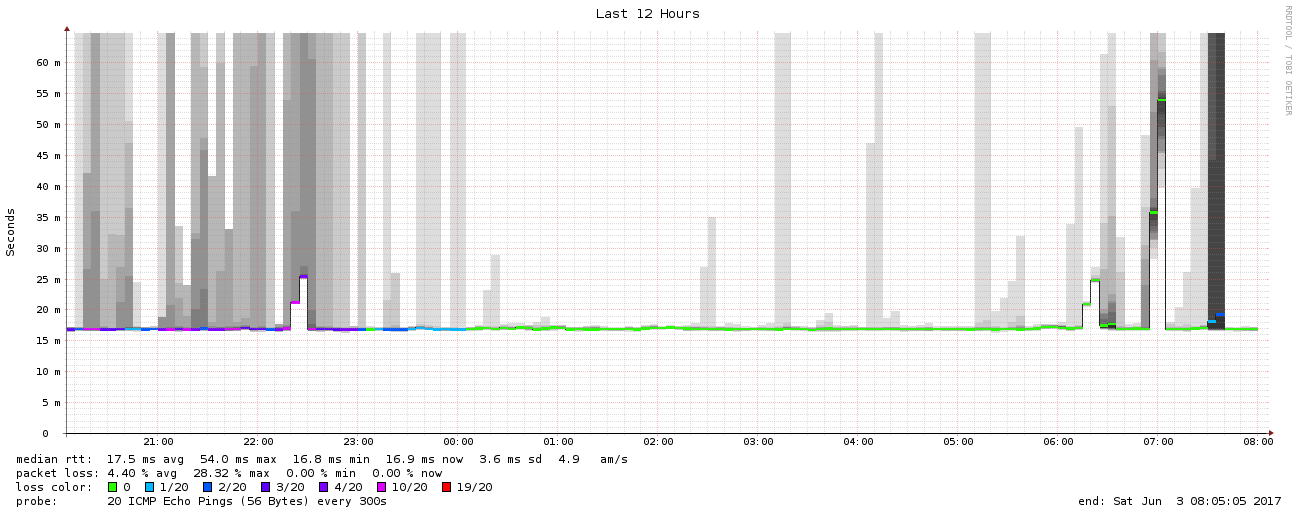 Last 12 Hours
RRDTOOL / TOBI OETIKER
Seconds
60 m
55 m
50 m
45 m
40 m
35 m
30 m
25 m
20 m
15 m
10 m
5 m
0
21:00 22:00 23:00 00:00 01:00 02:00 03:00 04:00 05:00 06:00 07:00 08:00
median rtt: 17.5 ms avg 54.0 ms max 16.8 ms min 16.9 ms now 3.6 ms sd 4.9 am/s
packet loss: 4.40 % avg 28.32 % max 0.00 % min 0.00 % now
loss color: 0 1/20 2/20 3/20 4/20 10/20 19/20
probe: 20 ICMP Echo Pings (56 Bytes) every 300s end: Sat Jun 3 08:05:05 2017